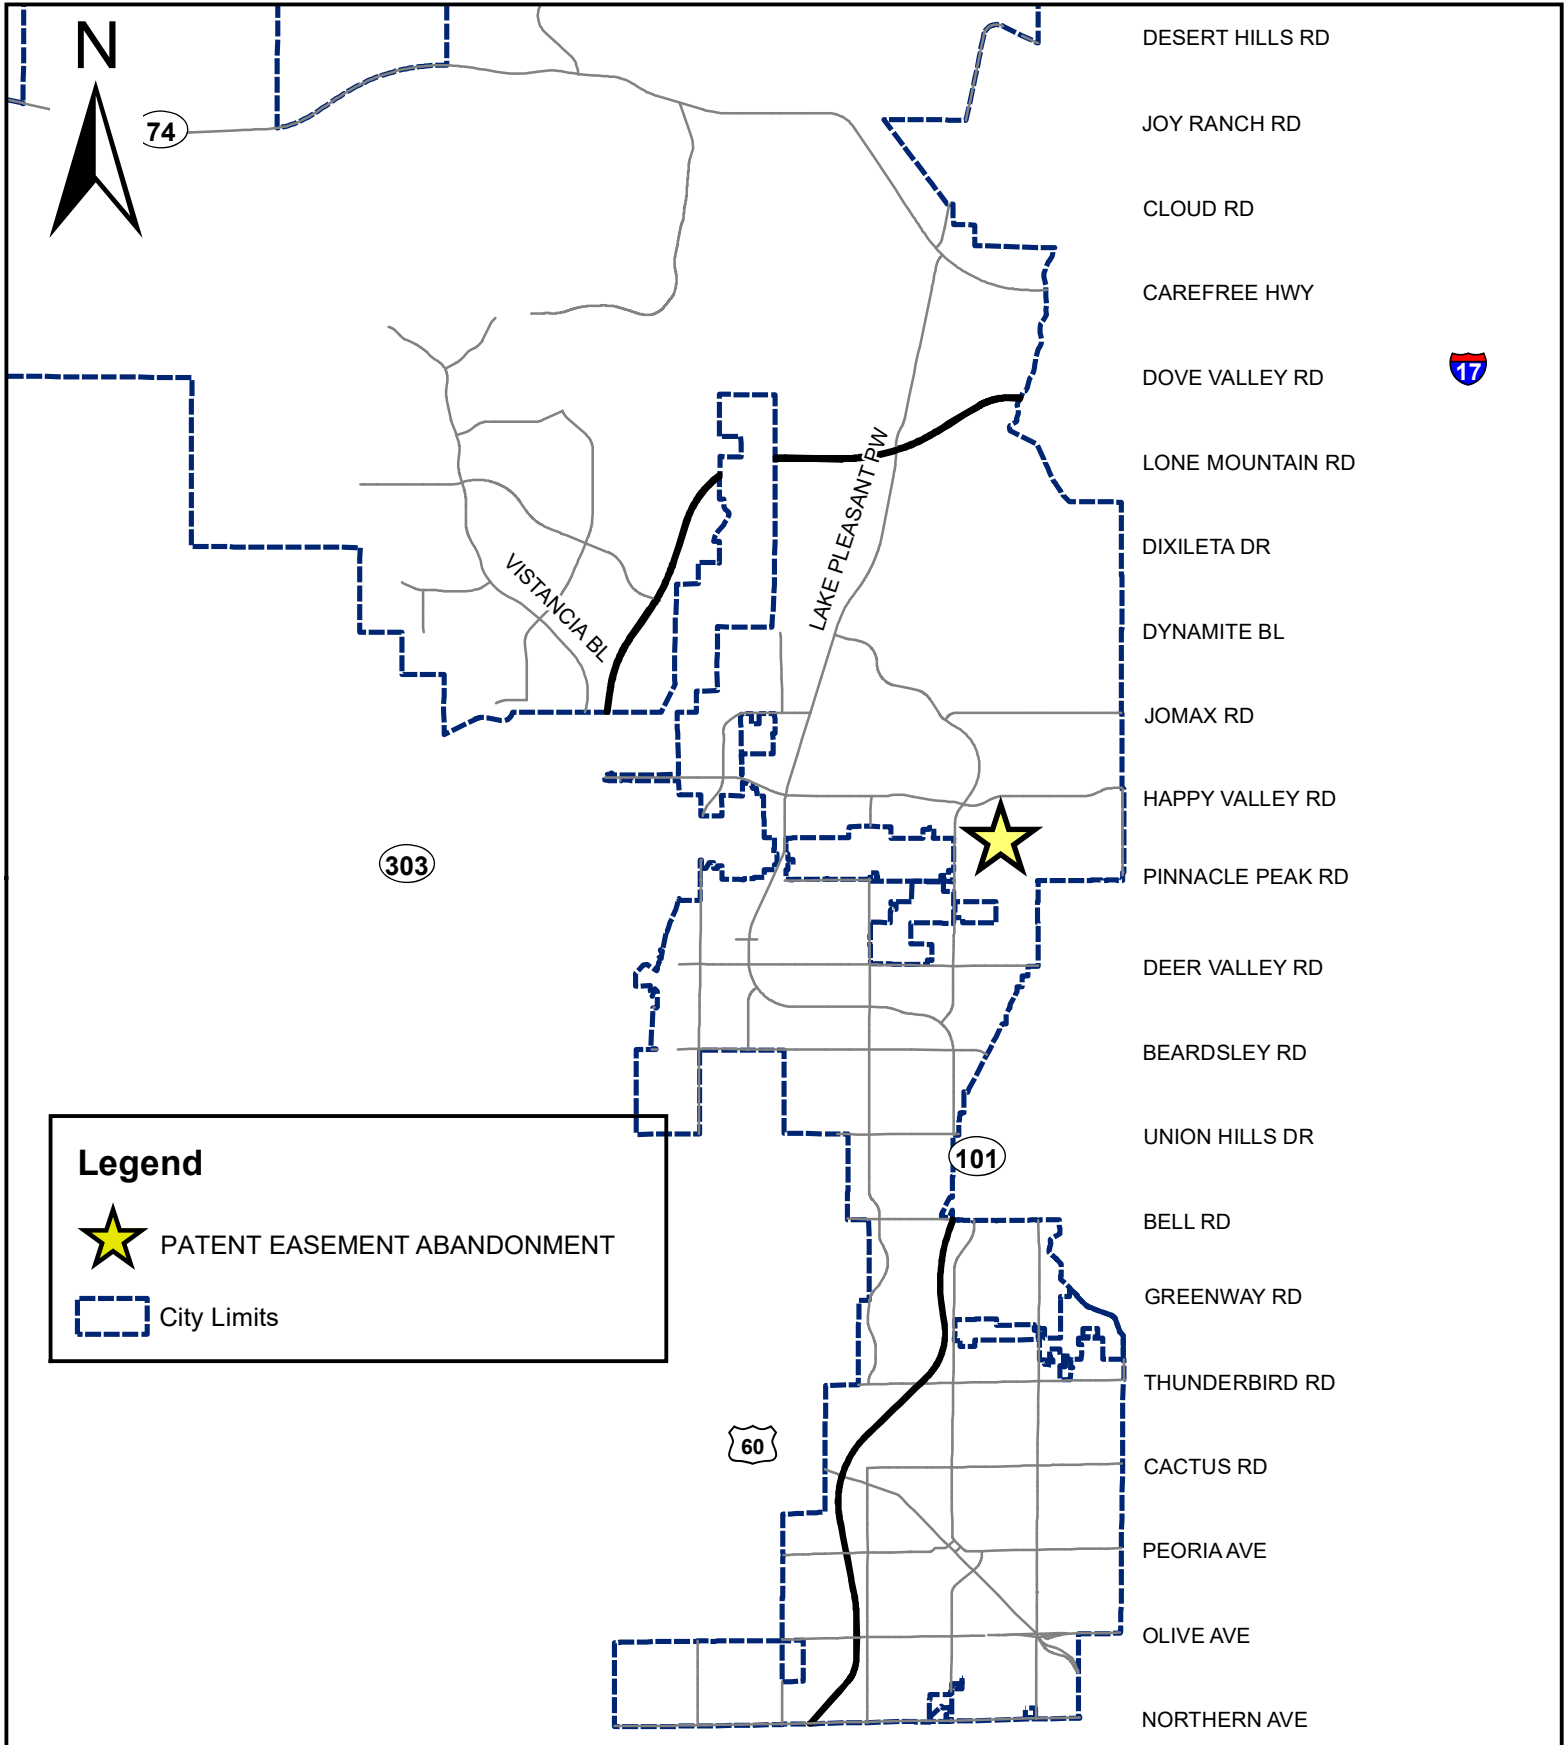 N
74
DESERT HILLS RD
JOY RANCH RD
CLOUD RD
CAREFREE HWY
DOVE VALLEY RD
17
LONE MOUNTAIN RD
LAKE PLEASANT PW
DIXILETA DR
VISTANCIA BL
DYNAMITE BL
JOMAX RD
HAPPY VALLEY RD
303
PINNACLE PEAK RD
DEER VALLEY RD
BEARDSLEY RD
UNION HILLS DR
101
Legend
PATENT EASEMENT ABANDONMENT
City Limits
BELL RD
GREENWAY RD
THUNDERBIRD RD
60
CACTUS RD
PEORIA AVE
OLIVE AVE
NORTHERN AVE